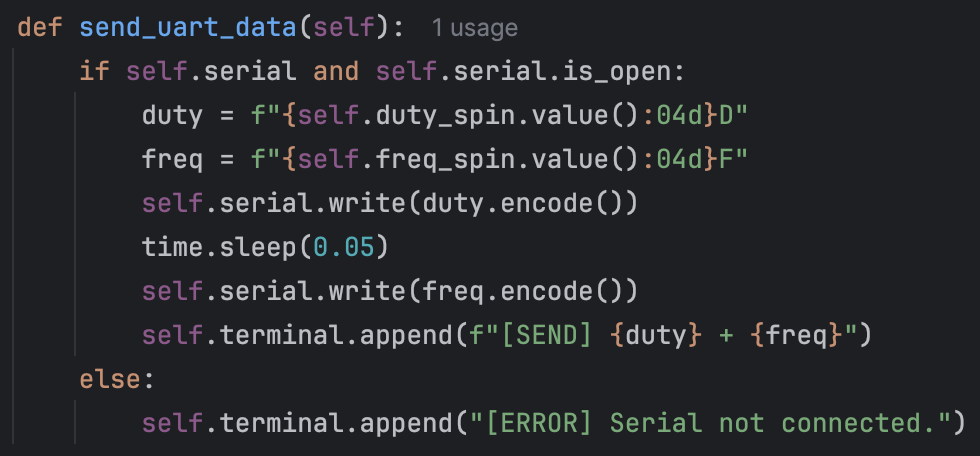 def send_uart_data(self):  1 usage
    if self.serial and self.serial.is_open:
        duty = f"{self.duty_spin.value():04d}D"
        freq = f"{self.freq_spin.value():04d}F"
        self.serial.write(duty.encode())
        time.sleep(0.05)
        self.serial.write(freq.encode())
        self.terminal.append(f"[SEND] {duty} + {freq}")
    else:
        self.terminal.append("[ERROR] Serial not connected.")